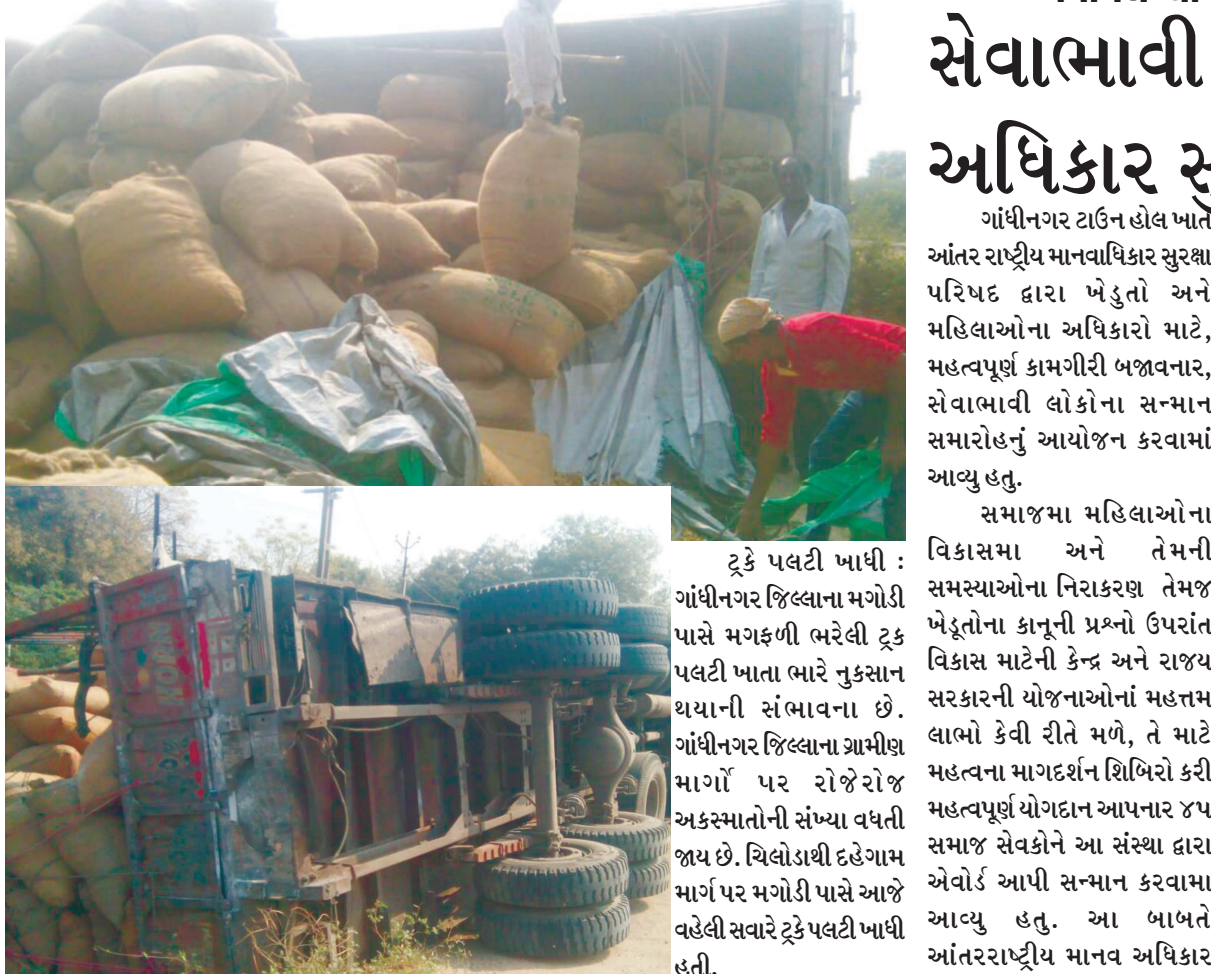 ટ્રકે પલટી ખાધી :
ગાંધીનગર જિલ્લાના મગોડી
પાસે મગફળી ભરેલી ટ્રક
પલટી ખાતા ભારે નુકસાન
થયાની સંભાવના છે.
ગાંધીનગર જિલ્લાના ગ્રામીણ
માર્ગો પર રોજેરોજ
અકસ્માતોની સંખ્યા વધતી
જાય છે. ચિલોડાથી દહેગામ
માર્ગ પર મગોડી પાસે આજે
વહેલી સવારે ટ્રકે પલટી ખાધી
હતી.
સેવાભાવી
અધિકાર
ગાંધીનગર ટાઉન હોલ ખાતે
આંતર રાષ્ટ્રીય માનવાધિકાર સુરક્ષા
પરિષદ દ્વારા ખેડુતો અને
મહિલાઓના અધિકારો માટે,
મહત્વપૂર્ણ કામગીરી બજાવનાર,
સેવાભાવી લોકોના સન્માન
સમારોહનું આયોજન કરવામાં
આવ્યુ હતુ.
સમાજમા મહિલાઓના
વિકાસમા અને તેમની
સમસ્યાઓના નિરાકરણ તેમજ
ખેડૂતોના કાનૂની પ્રશ્નો ઉપરાંત
વિકાસ માટેની કેન્દ્ર અને રાજય
સરકારની યોજનાઓનાં મહત્તમ
લાભો કેવી રીતે મળે, તે માટે
મહત્વના માગદર્શન શિબિરો કરી
મહત્વપૂર્ણ યોગદાન આપનાર ૪૫
સમાજ સેવકોને આ સંસ્થા દ્વારા
એવોર્ડ આપી સન્માન કરવામા
આવ્યુ હતુ. આ બાબતે
આંતરરાષ્ટ્રીય માનવ અધિકાર